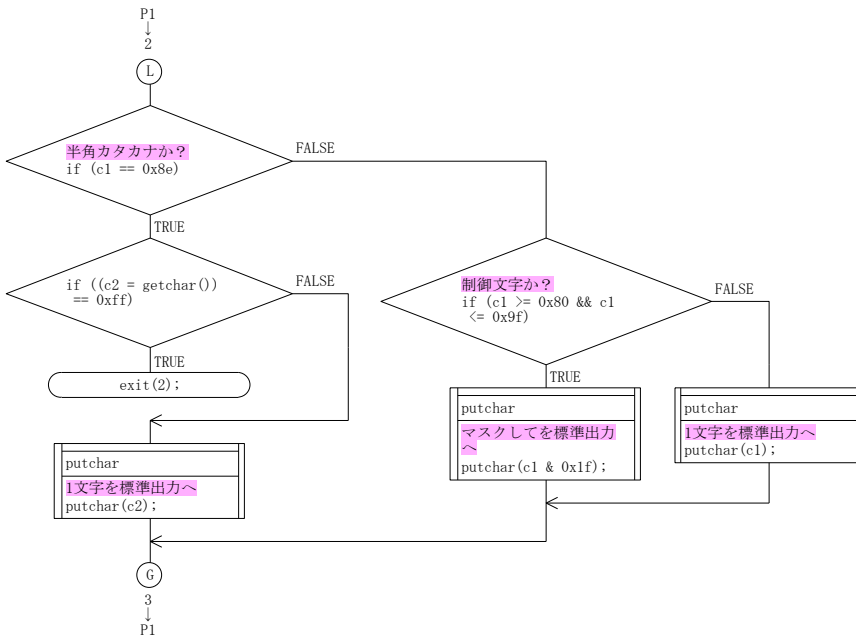 P1
↓
2
L
半角カタカナか？
if (c1 == 0x8e)
FALSE
TRUE
if ((c2 = getchar())
== 0xff)
FALSE
TRUE
exit(2);
制御文字か？
if (c1 >= 0x80 && c1
<= 0x9f)
FALSE
TRUE
putchar
マスクしてを標準出力
へ
putchar(c1 & 0x1f);
putchar
1文字を標準出力へ
putchar(c1);
putchar
1文字を標準出力へ
putchar(c2);
G
3
↓
P1